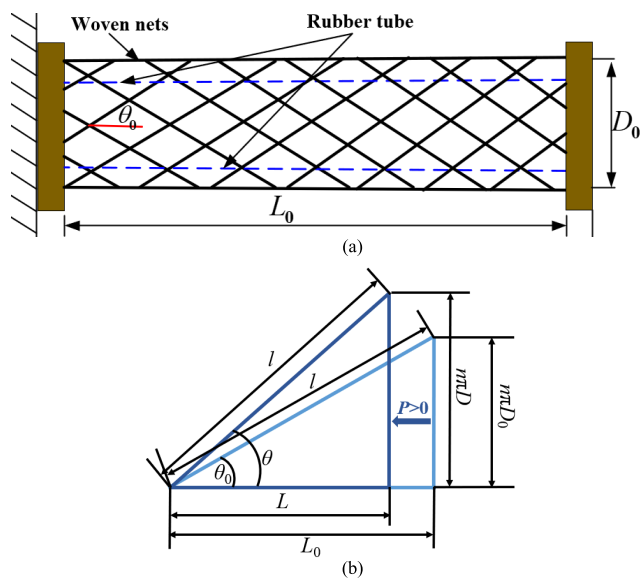 Woven nets
Rubber tube
θ₀
D₀
L₀
(a)
l
l
P>0
nπD
nπD₀
θ₀
θ
L
L₀
(b)